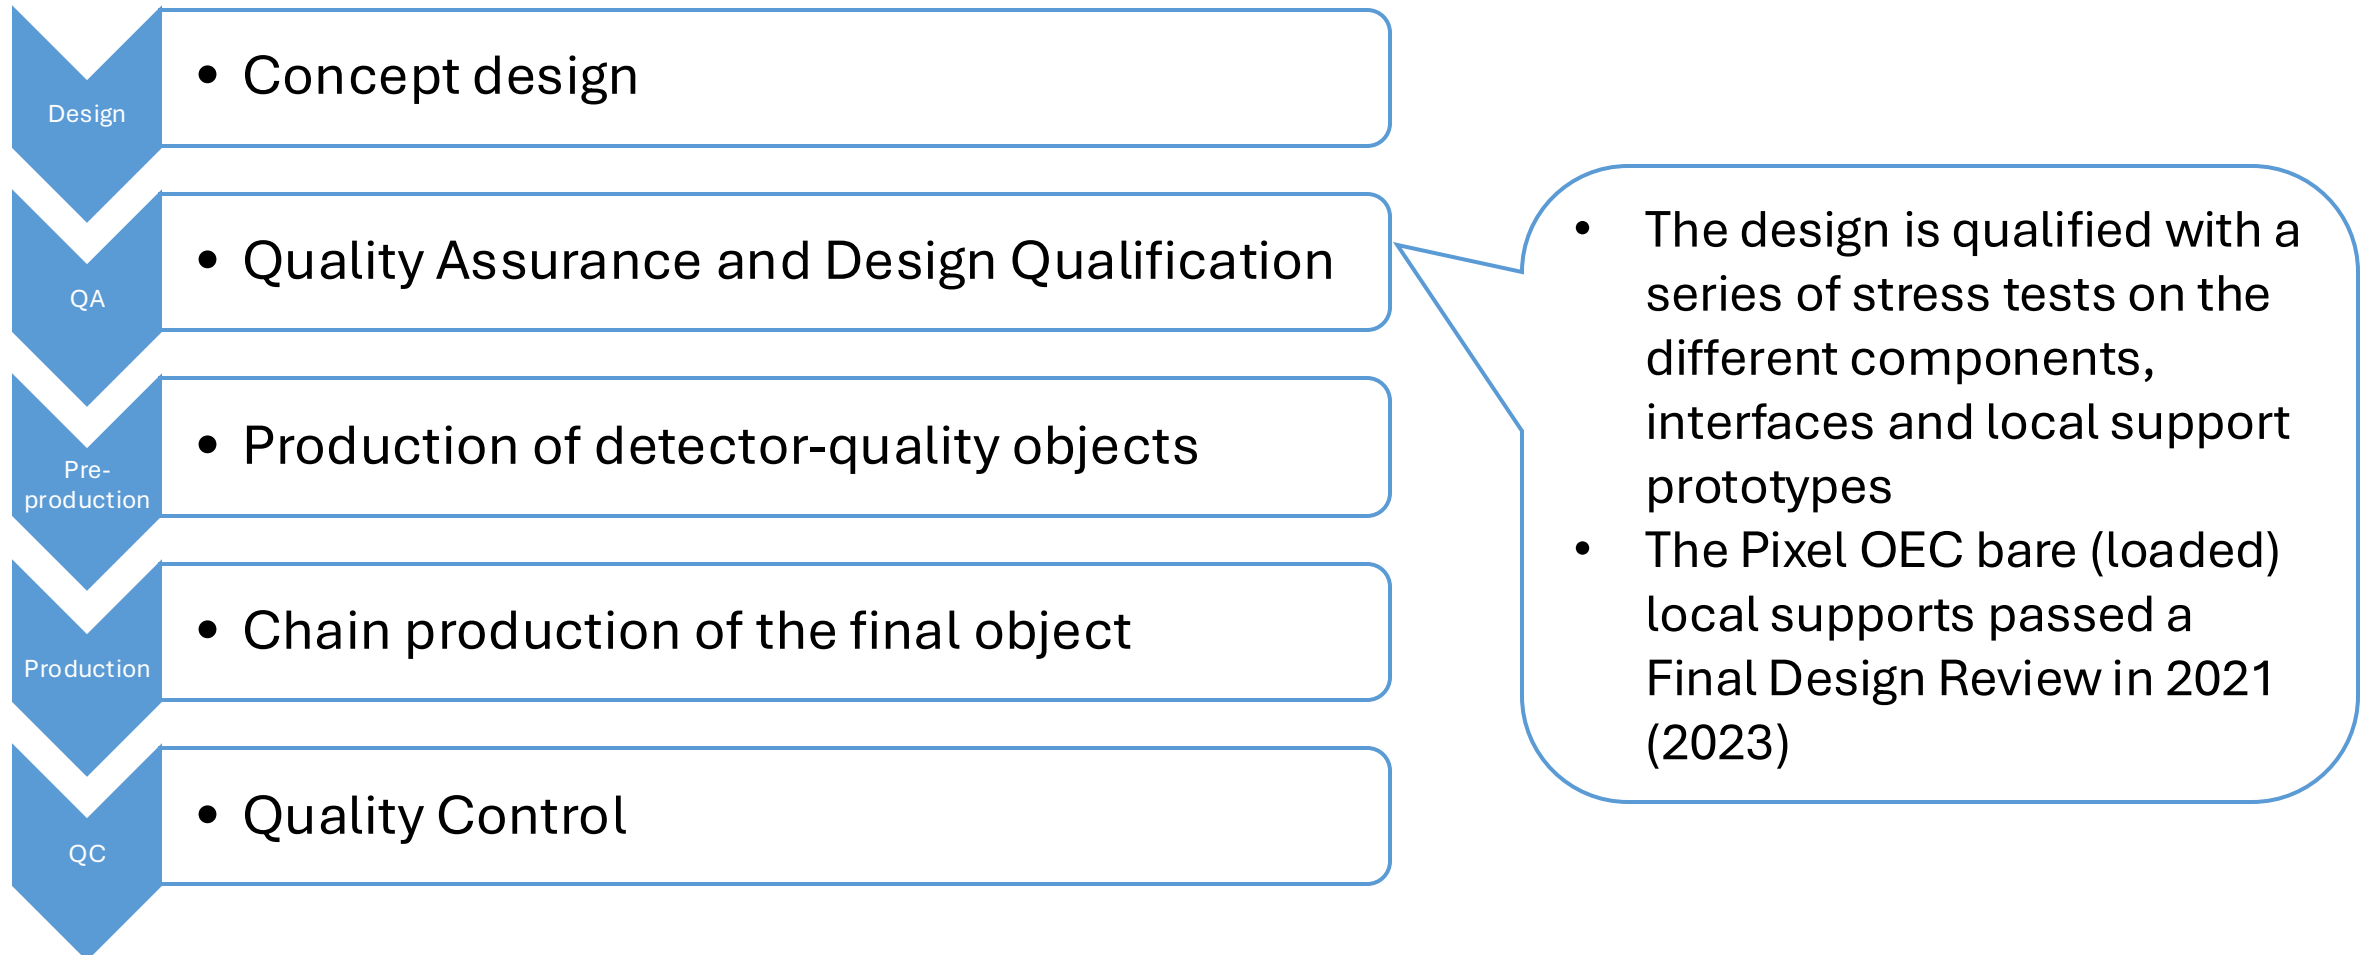 Design
• Concept design
QA
• Quality Assurance and Design Qualification
Pre-
production
• Production of detector-quality objects
Production
• Chain production of the final object
QC
• Quality Control
• The design is qualified with a
series of stress tests on the
different components,
interfaces and local support
prototypes
• The Pixel OEC bare (loaded)
local supports passed a
Final Design Review in 2021
(2023)